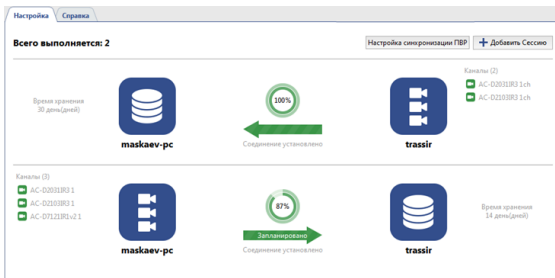 Настройка Справка
Всего выполняется: 2
Настройка синхронизации ПВР
Добавить Сессию
Время хранения
30 день(дней)
maskaev-pc
100%
Соединение установлено
trassir
Каналы (2)
AC-D2031IR3 1ch
AC-D2103IR3 1ch
Каналы (3)
AC-D2031IR3 1
AC-D2103IR3 1
AC-D7121IR1v2 1
maskaev-pc
87%
Запланировано
Соединение установлено
trassir
Время хранения
14 день(дней)